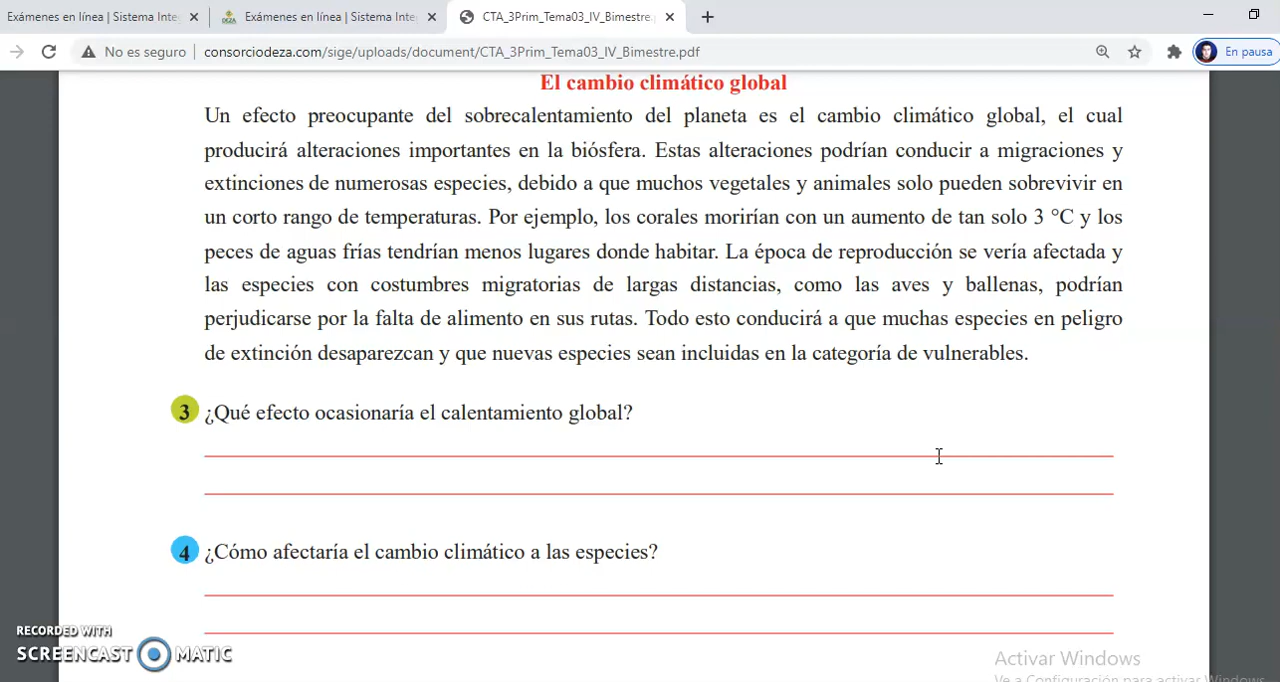 Exámenes en línea | Sistema Inte
Exámenes en línea | Sistema Inte
CTA_3Prim_Tema03_IV_Bimestre.
No es seguro
consorciodeza.com/sige/uploads/document/CTA_3Prim_Tema03_IV_Bimestre.pdf
En pausa
El cambio climático global
Un efecto preocupante del sobrecalentamiento del planeta es el cambio climático global, el cual
producirá alteraciones importantes en la biósfera. Estas alteraciones podrían conducir a migraciones y
extinciones de numerosas especies, debido a que muchos vegetales y animales solo pueden sobrevivir en
un corto rango de temperaturas. Por ejemplo, los corales morirían con un aumento de tan solo 3 °C y los
peces de aguas frías tendrían menos lugares donde habitar. La época de reproducción se vería afectada y
las especies con costumbres migratorias de largas distancias, como las aves y ballenas, podrían
perjudicarse por la falta de alimento en sus rutas. Todo esto conducirá a que muchas especies en peligro
de extinción desaparezcan y que nuevas especies sean incluidas en la categoría de vulnerables.
3 ¿Qué efecto ocasionaría el calentamiento global?
4 ¿Cómo afectaría el cambio climático a las especies?
RECORDED WITH
SCREENCAST MATIC
Activar Windows
Ve a Configuración para activar Windows